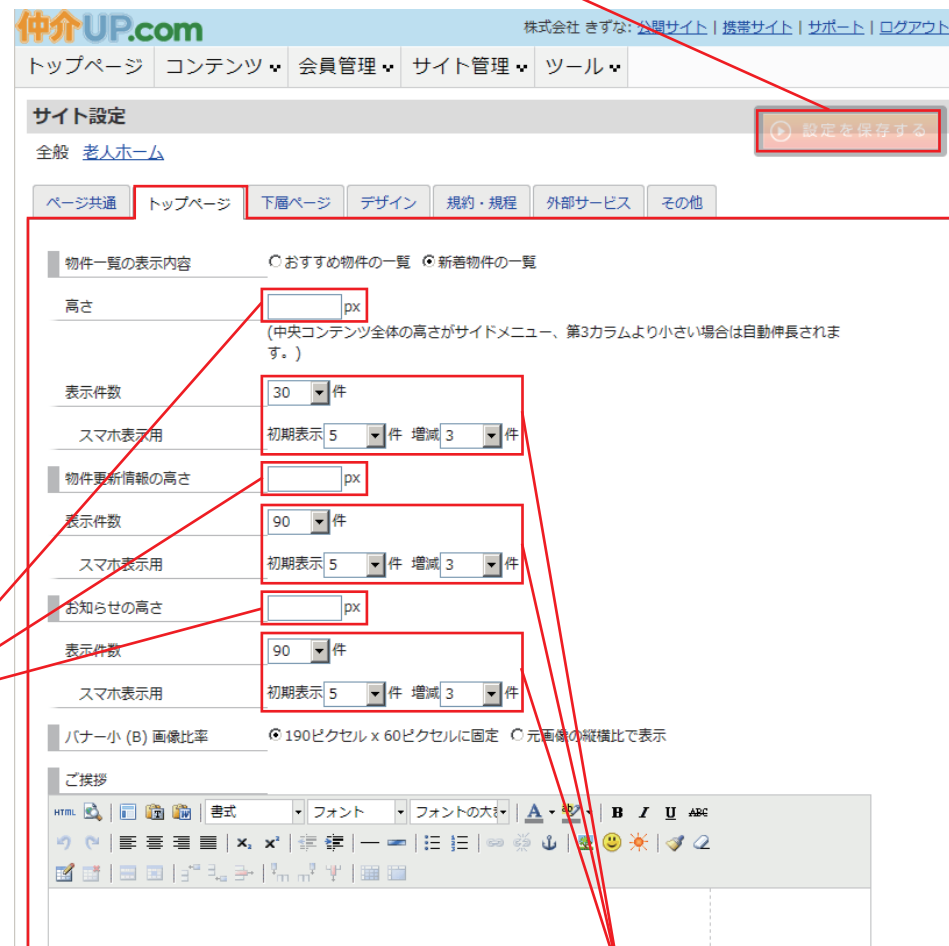 仲介UP.com
株式会社 きずな: 公開サイト | 携帯サイト | サポート | ログアウト
トップページ コンテンツ 会員管理 サイト管理 ツール
サイト設定
設定を保存する
全般 老人ホーム
ページ共通 トップページ 下層ページ デザイン 規約・規程 外部サービス その他
物件一覧の表示内容 おすすめ物件の一覧 新着物件の一覧
高さ px
(中央コンテンツ全体の高さがサイドメニュー、第3カラムより小さい場合は自動伸長されま
す。)
表示件数 30 件
スマホ表示用 初期表示 5 件 増減 3 件
物件更新情報の高さ px
表示件数 90 件
スマホ表示用 初期表示 5 件 増減 3 件
お知らせの高さ px
表示件数 90 件
スマホ表示用 初期表示 5 件 増減 3 件
バナー小 (B) 画像比率 190ピクセル x 60ピクセルに固定 元画像の縦横比で表示
ご挨拶
HTML 書式 フォント フォントの大き A B I U ABC